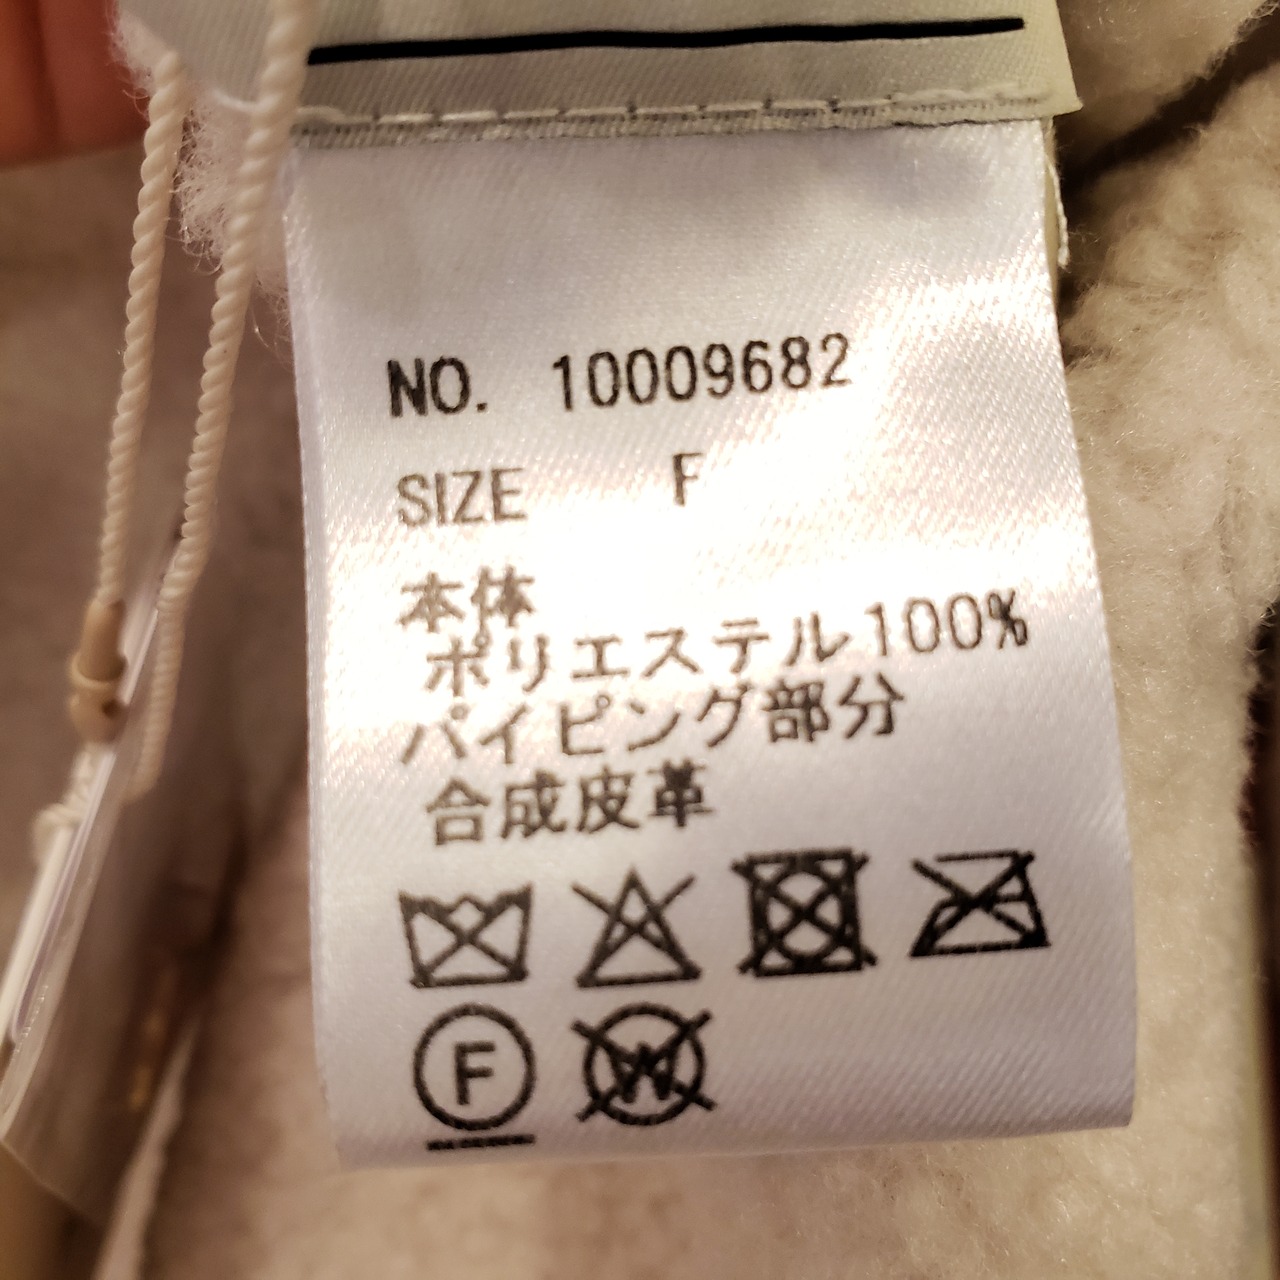 NO. 10009682
SIZE F
本体
ポリエステル100%
パイピング部分
合成皮革
F
W